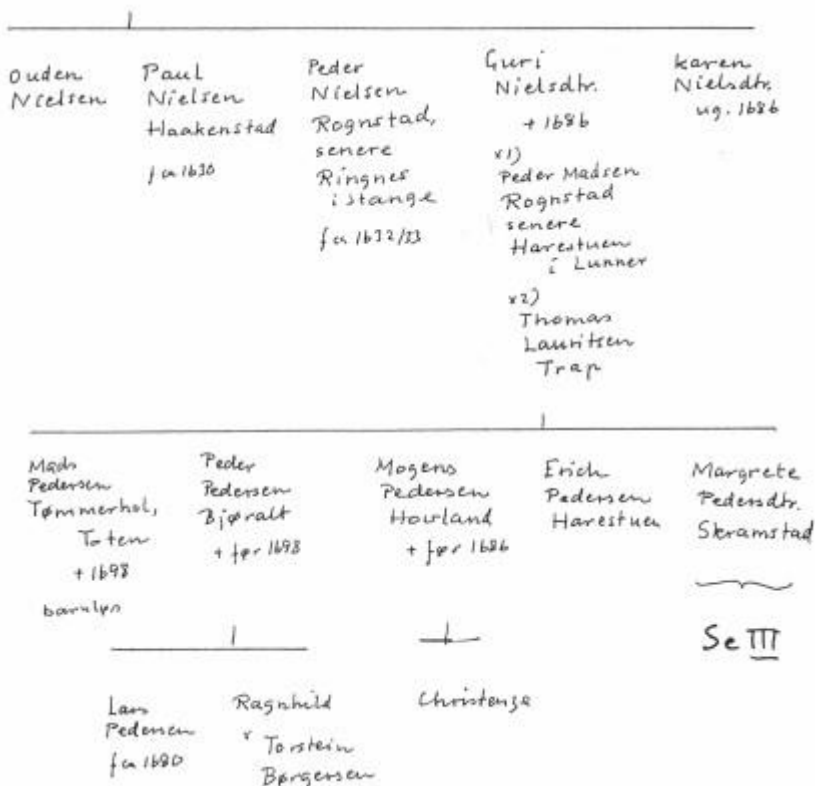 Ouden
Nielsen
Paul
Nielsen
Haakenstad
f ca 1630
Peder
Nielsen
Rognstad,
senere
Ringnes
i Stange
f ca 1632/33
Guri
Nielsdtr.
+ 1686
x1)
Peder Madsen
Rognstad
senere
Harestuen
i Lunner
x2)
Thomas
Lauritsen
Trap
Karen
Nielsdtr.
ug. 1686
Mads
Pedersen
Tømmerhol,
Toten
+ 1698
barnløs
Peder
Pedersen
Bjøralt
+ før 1698
Mogens
Pedersen
Hovland
+ før 1686
Erich
Pedersen
Harestuen
Margrete
Pedersdtr.
Skramstad
Se III
Lars
Pedersen
f ca 1680
Ragnhild
x Torstein
Børgersen
Christenze